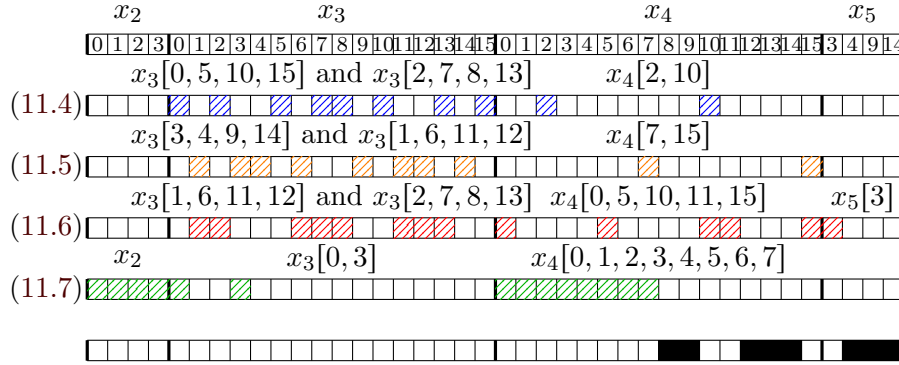 x₂ x₃ x₄ x₅
0 1 2 3 0 1 2 3 4 5 6 7 8 9 10 11 12 13 14 15 0 1 2 3 4 5 6 7 8 9 10 11 12 13 14 15 3 4 9 14
x₃[0, 5, 10, 15] and x₃[2, 7, 8, 13] x₄[2, 10]
(11.4)
x₃[3, 4, 9, 14] and x₃[1, 6, 11, 12] x₄[7, 15]
(11.5)
x₃[1, 6, 11, 12] and x₃[2, 7, 8, 13] x₄[0, 5, 10, 11, 15] x₅[3]
(11.6)
x₂ x₃[0, 3] x₄[0, 1, 2, 3, 4, 5, 6, 7]
(11.7)